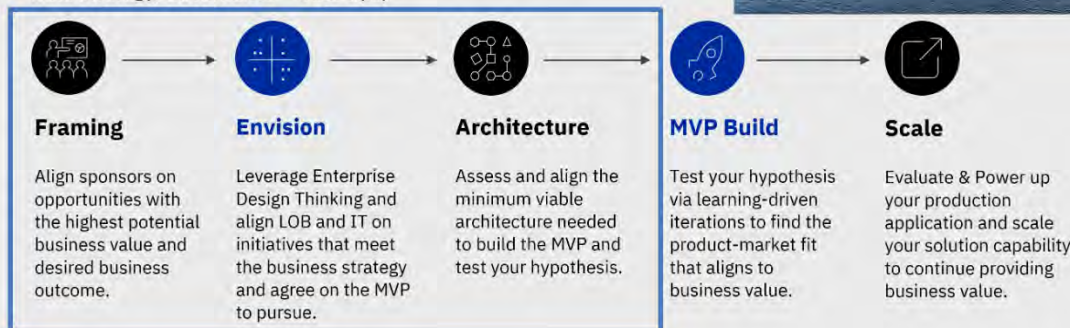 Framing
Align sponsors on
opportunities with
the highest potential
business value and
desired business
outcome.
Envision
Leverage Enterprise
Design Thinking and
align LOB and IT on
initiatives that meet
the business strategy
and agree on the MVP
to pursue.
Architecture
Assess and align the
minimum viable
architecture needed
to build the MVP and
test your hypothesis.
MVP Build
Test your hypothesis
via learning-driven
iterations to find the
product-market fit
that aligns to
business value.
Scale
Evaluate & Power up
your production
application and scale
your solution capability
to continue providing
business value.